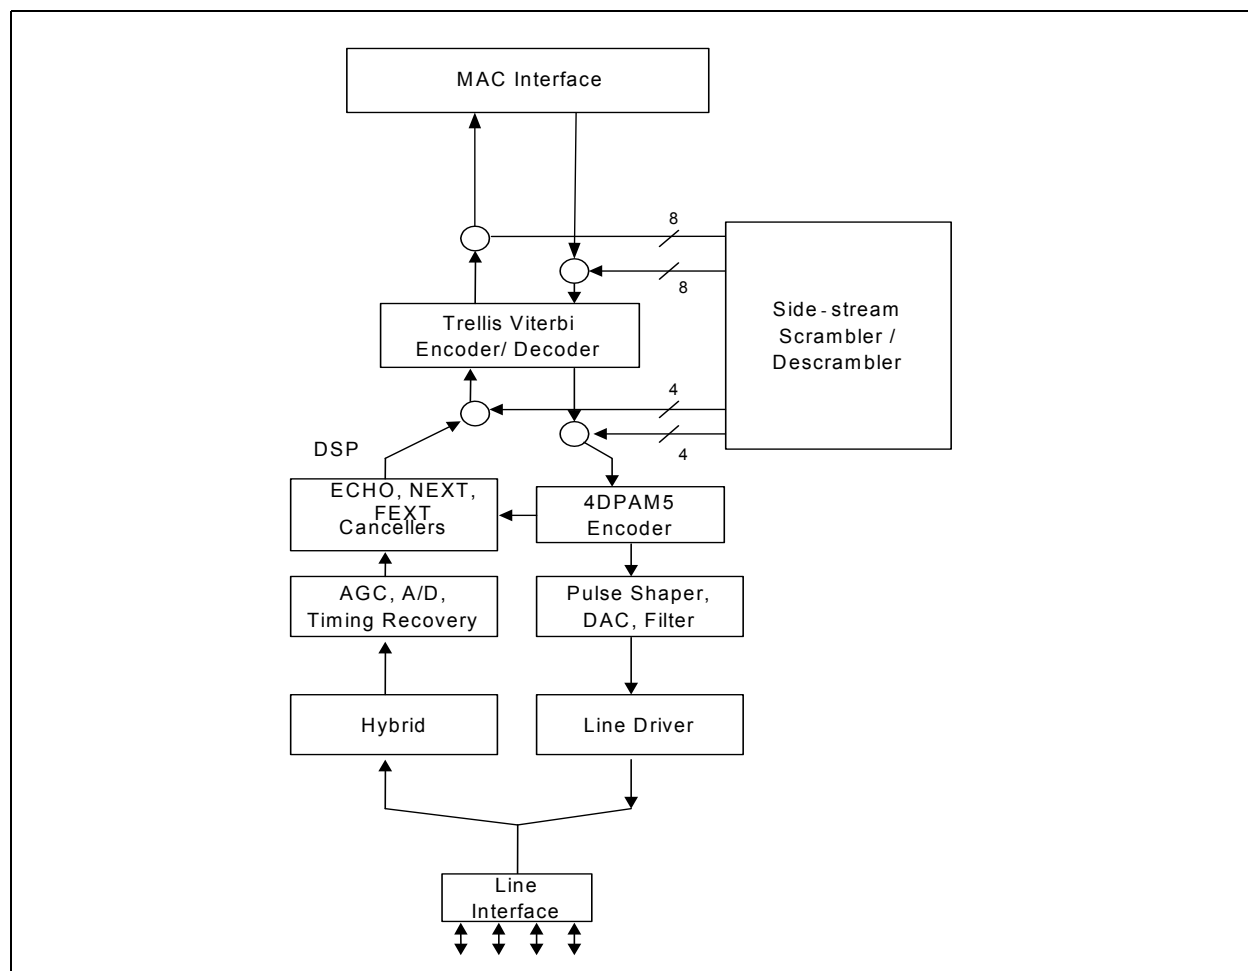 MAC Interface
8
8
Side-stream
Scrambler /
Descrambler
Trellis Viterbi
Encoder/ Decoder
4
4
DSP
ECHO, NEXT,
FEXT
Cancellers
4DPAM5
Encoder
AGC, A/D,
Timing Recovery
Pulse Shaper,
DAC, Filter
Hybrid
Line Driver
Line
Interface